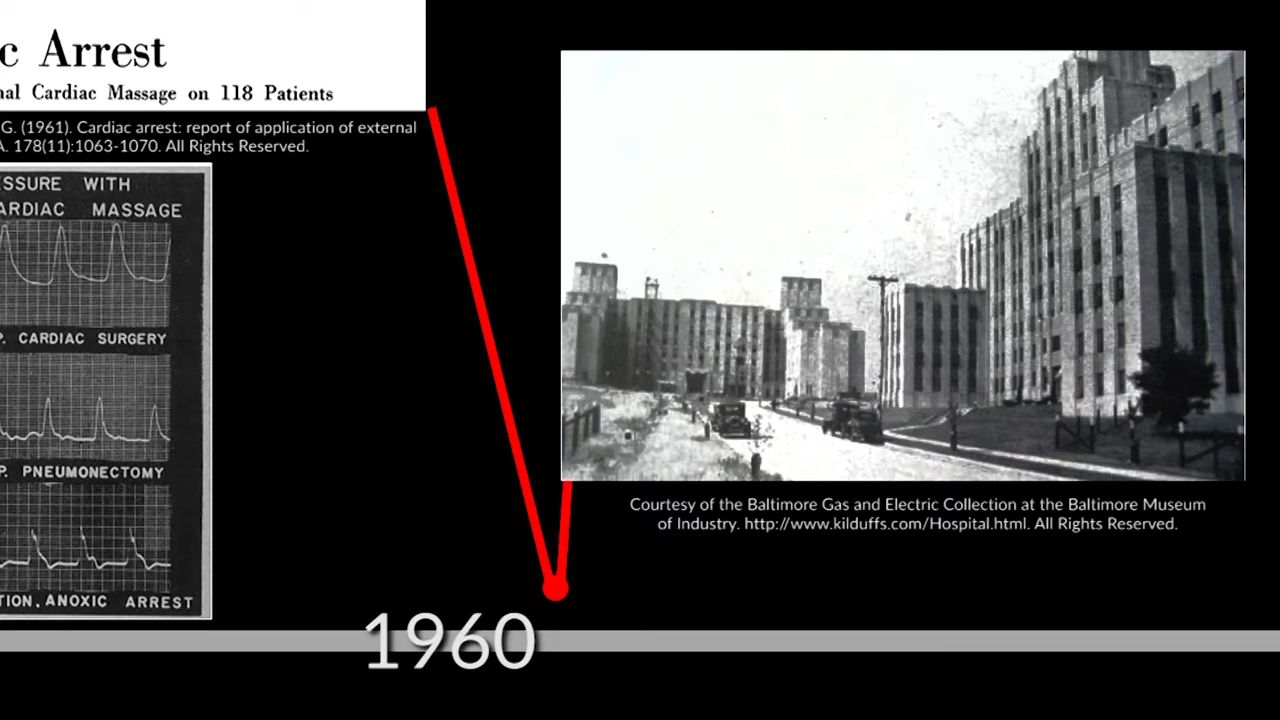 c Arrest
nal Cardiac Massage on 118 Patients
G. (1961). Cardiac arrest: report of application of external
A. 178(11):1063-1070. All Rights Reserved.
ESSURE WITH
ARDIAC MASSAGE
P. CARDIAC SURGERY
P. PNEUMONECTOMY
TION, ANOXIC ARREST
Courtesy of the Baltimore Gas and Electric Collection at the Baltimore Museum
of Industry. http://www.kilduffs.com/Hospital.html. All Rights Reserved.
1960